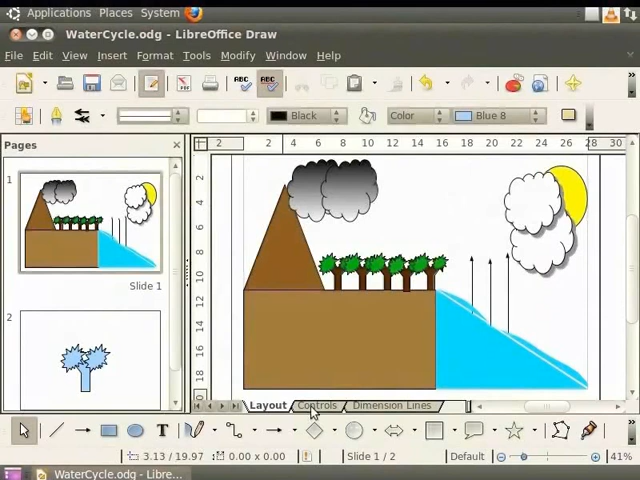 Applications Places System
WaterCycle.odg - LibreOffice Draw
File Edit View Insert Format Tools Modify Window Help
ABC ABC
Black Color Blue 8
Pages
2 2 4 6 8 10 12 14 16 18 20 22 24 26 28 30
2 4 6 8 10 12 14 16 18
1
Slide 1
2
Layout Controls Dimension Lines
T
3.13 / 19.97 0.00 x 0.00 Slide 1 / 2 Default 41%
WaterCycle.odg - Libre...